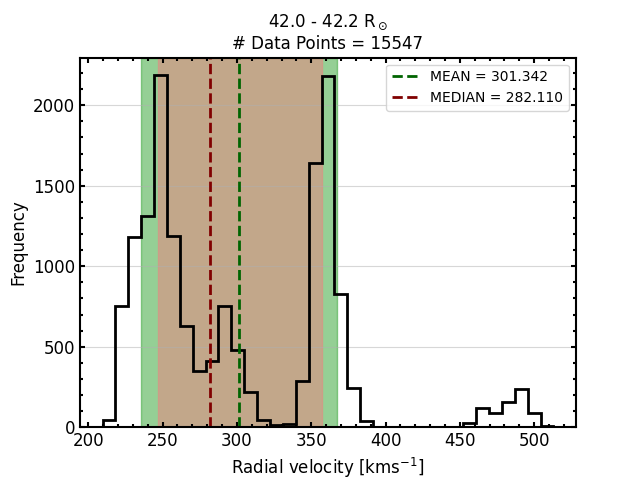 42.0 - 42.2 R⊙
# Data Points = 15547
MEAN = 301.342
MEDIAN = 282.110
Frequency
2000
1500
1000
500
0
200 250 300 350 400 450 500
Radial velocity [kms⁻¹]